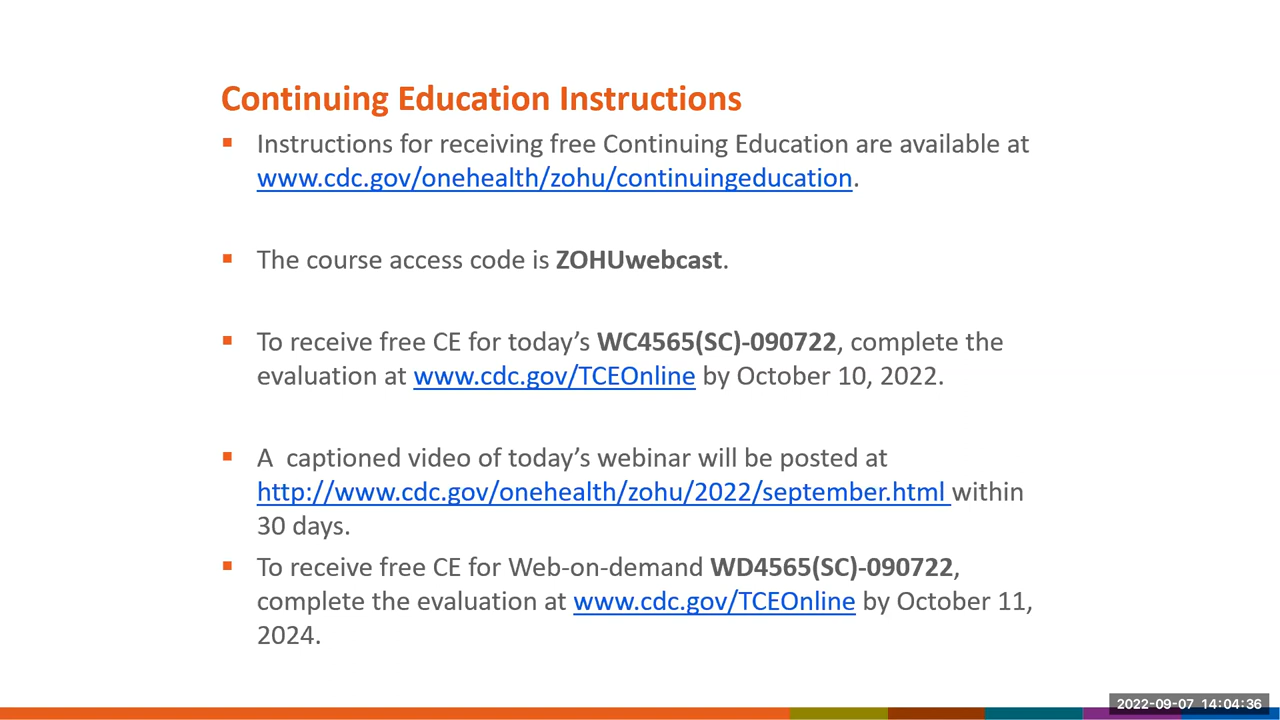 Continuing Education Instructions
▪ Instructions for receiving free Continuing Education are available at
www.cdc.gov/onehealth/zohu/continuingeducation.
▪ The course access code is ZOHUwebcast.
▪ To receive free CE for today’s WC4565(SC)-090722, complete the
evaluation at www.cdc.gov/TCEOnline by October 10, 2022.
▪ A  captioned video of today’s webinar will be posted at
http://www.cdc.gov/onehealth/zohu/2022/september.html within
30 days.
▪ To receive free CE for Web-on-demand WD4565(SC)-090722,
complete the evaluation at www.cdc.gov/TCEOnline by October 11,
2024.
2022-09-07 14:04:36